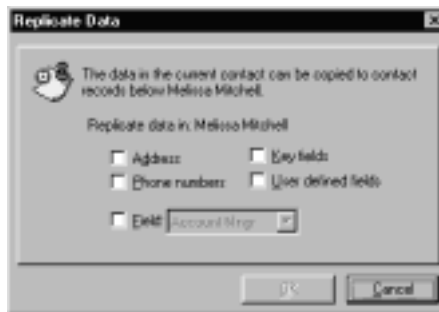 Replicate Data
The data in the current contact can be copied to contact
records below Melissa Mitchell.
Replicate data in: Melissa Mitchell
Address
Key fields
Phone numbers
User defined fields
Field:
Account Mngr
OK
Cancel